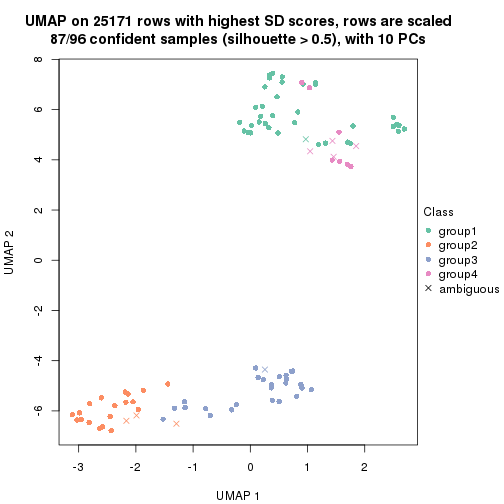 UMAP on 25171 rows with highest SD scores, rows are scaled
87/96 confident samples (silhouette > 0.5), with 10 PCs
8
6
4
2
0
-2
-4
-6
UMAP 2
-3
-2
-1
0
1
2
UMAP 1
Class
group1
group2
group3
group4
ambiguous